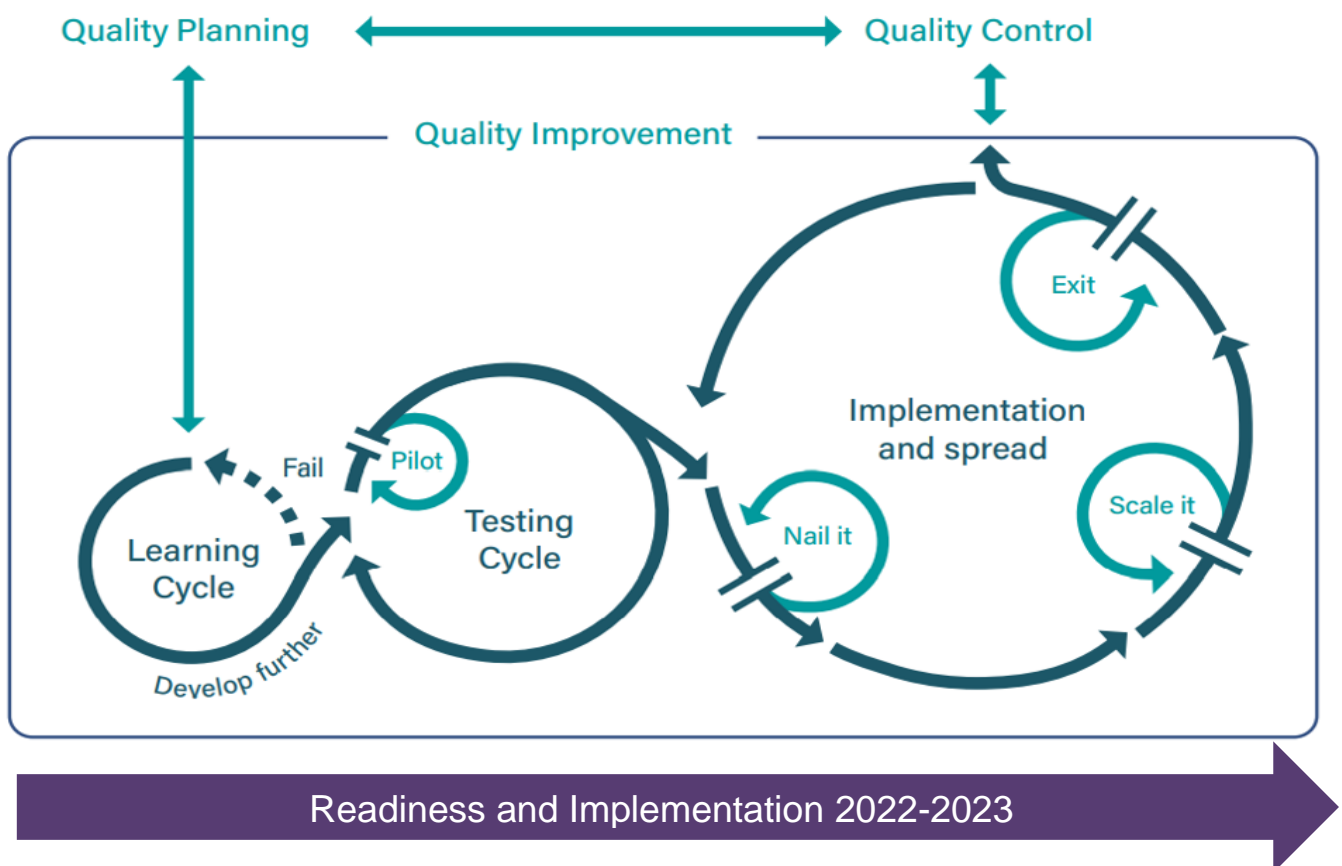 Quality Planning
Quality Control
Quality Improvement
Exit
Implementation
and spread
Fail
Pilot
Scale it
Testing
Cycle
Nail it
Learning
Cycle
Develop further
Readiness and Implementation 2022-2023